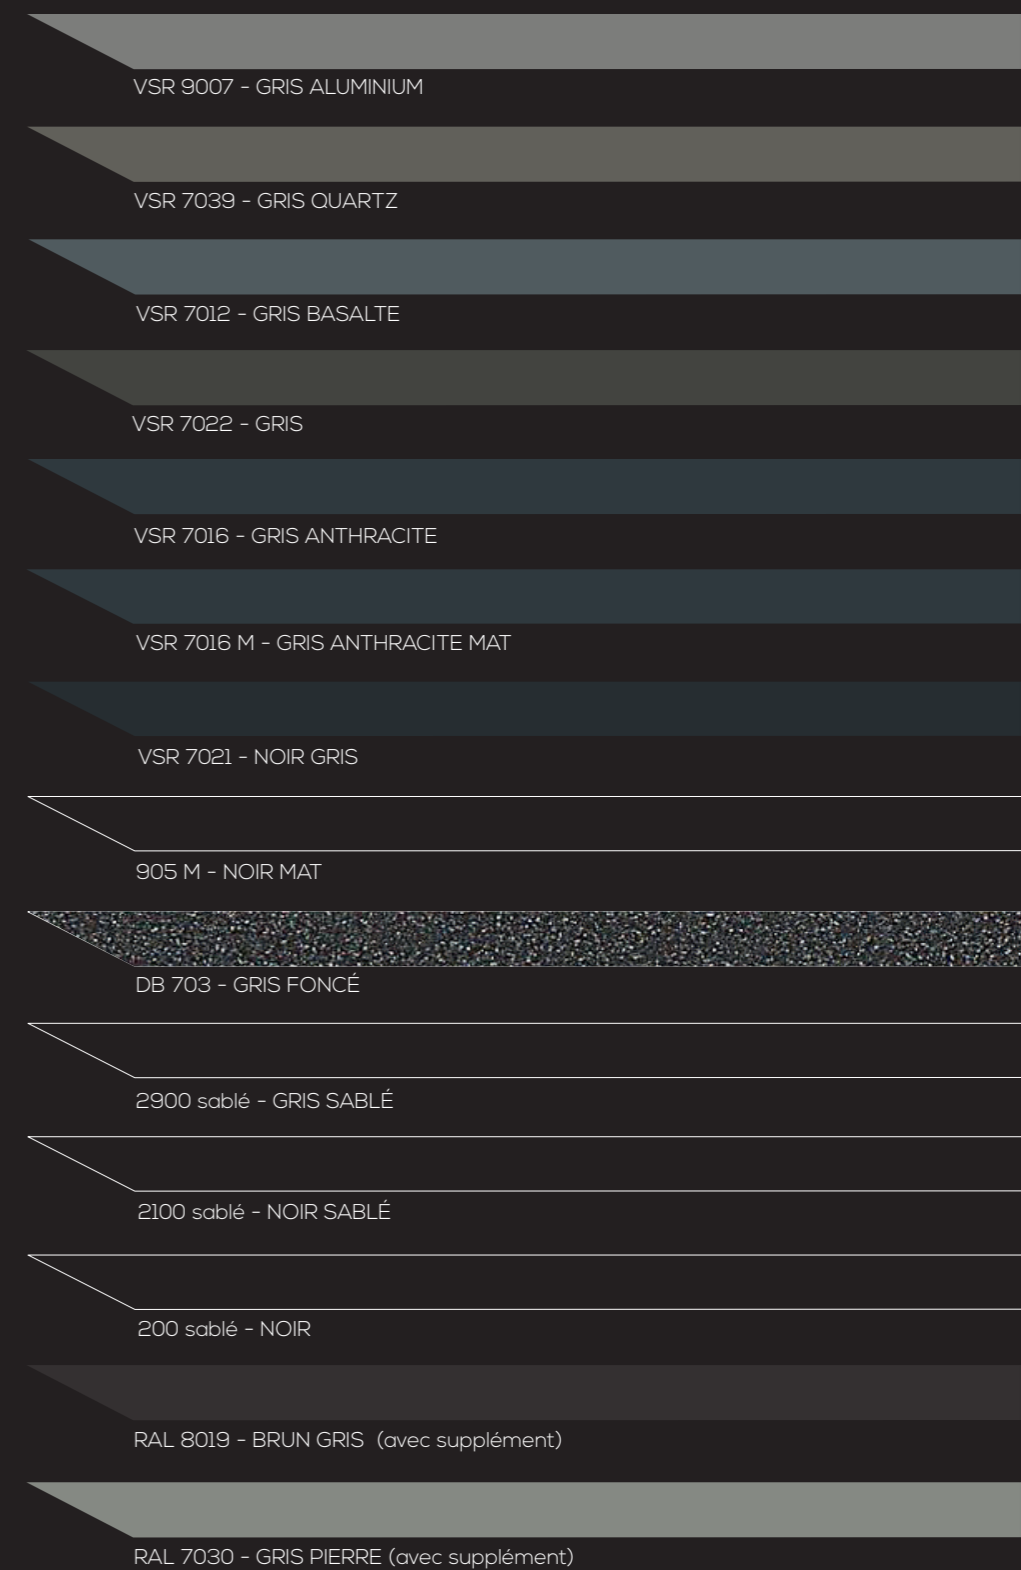 VSR 9007 - GRIS ALUMINIUM
VSR 7039 - GRIS QUARTZ
VSR 7012 - GRIS BASALTE
VSR 7022 - GRIS
VSR 7016 - GRIS ANTHRACITE
VSR 7016 M - GRIS ANTHRACITE MAT
VSR 7021 - NOIR GRIS
905 M - NOIR MAT
DB 703 - GRIS FONCÉ
2900 sablé - GRIS SABLÉ
2100 sablé - NOIR SABLÉ
200 sablé - NOIR
RAL 8019 - BRUN GRIS (avec supplément)
RAL 7030 - GRIS PIERRE (avec supplément)